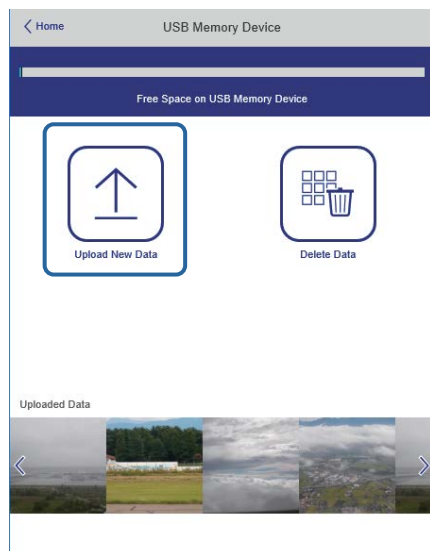 Home
USB Memory Device
Free Space on USB Memory Device
Upload New Data
Delete Data
Uploaded Data